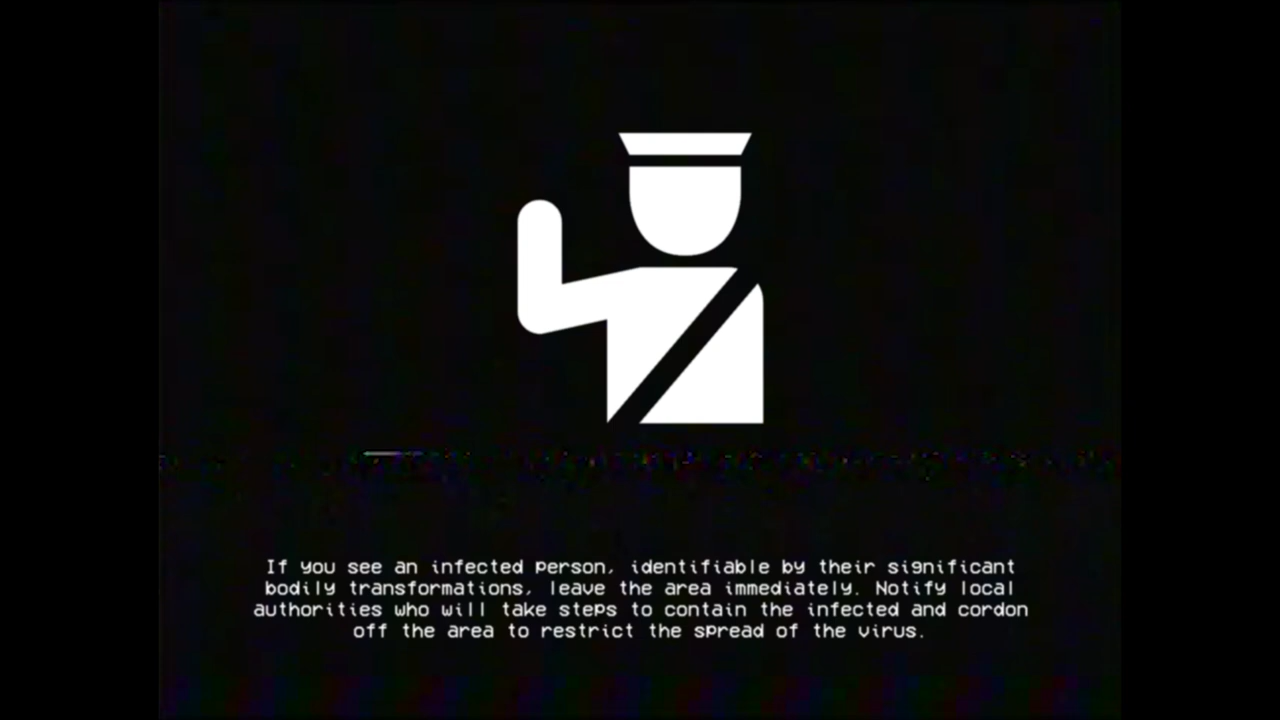 If you see an infected person, identifiable by their significant
bodily transformations, leave the area immediately. Notify local
authorities who will take steps to contain the infected and cordon
off the area to restrict the spread of the virus.